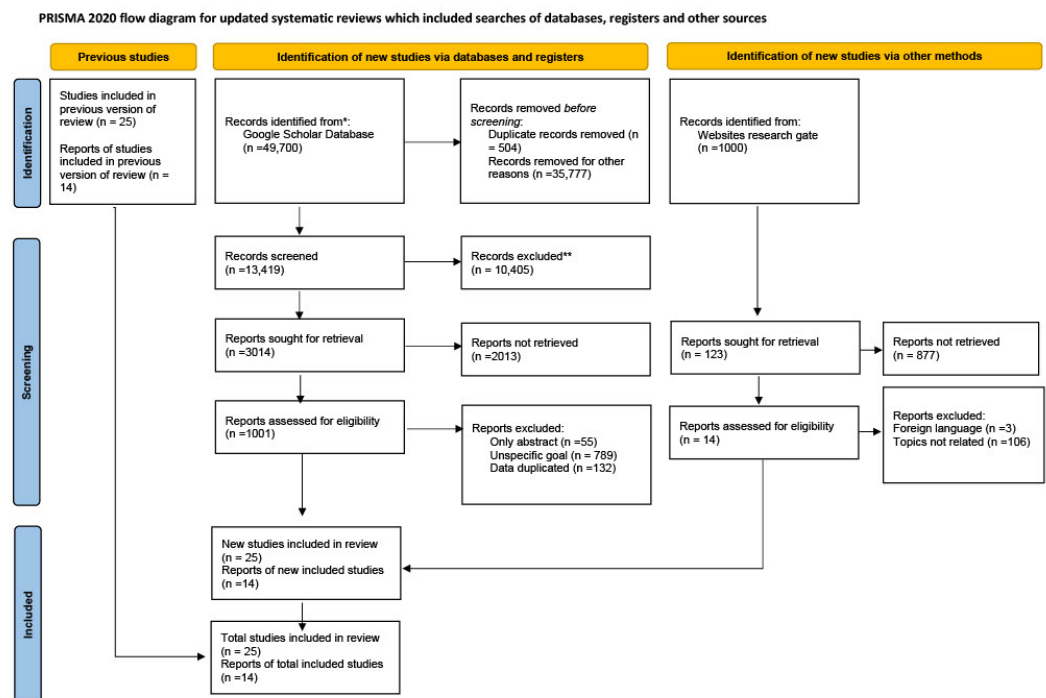 PRISMA 2020 flow diagram for updated systematic reviews which included searches of databases, registers and other sources
Previous studies
Identification of new studies via databases and registers
Identification of new studies via other methods
Identification
Studies included in
previous version of
review (n = 25)
Reports of studies
included in previous
version of review (n =
14)
Records identified from*:
Google Scholar Database
(n =49,700)
Records removed before
screening:
Duplicate records removed (n
= 504)
Records removed for other
reasons (n =35,777)
Records identified from:
Websites research gate
(n =1000)
Screening
Records screened
(n =13,419)
Records excluded**
(n = 10,405)
Reports sought for retrieval
(n =3014)
Reports not retrieved
(n =2013)
Reports sought for retrieval
(n = 123)
Reports not retrieved
(n = 877)
Reports assessed for eligibility
(n =1001)
Reports excluded:
Only abstract (n =55)
Unspecific goal (n = 789)
Data duplicated (n =132)
Reports assessed for eligibility
(n = 14)
Reports excluded:
Foreign language (n =3)
Topics not related (n =106)
Included
New studies included in review
(n = 25)
Reports of new included studies
(n =14)
Total studies included in review
(n = 25)
Reports of total included studies
(n =14)